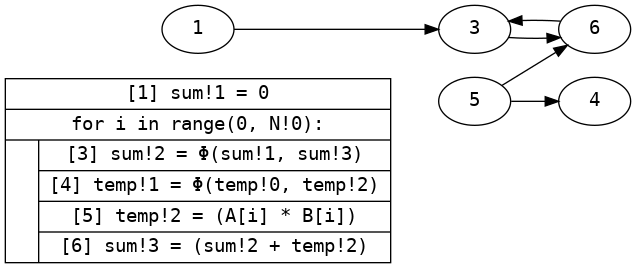 1
3
6
5
4
[1] sum!1 = 0
for i in range(0, N!0):
[3] sum!2 = Φ(sum!1, sum!3)
[4] temp!1 = Φ(temp!0, temp!2)
[5] temp!2 = (A[i] * B[i])
[6] sum!3 = (sum!2 + temp!2)